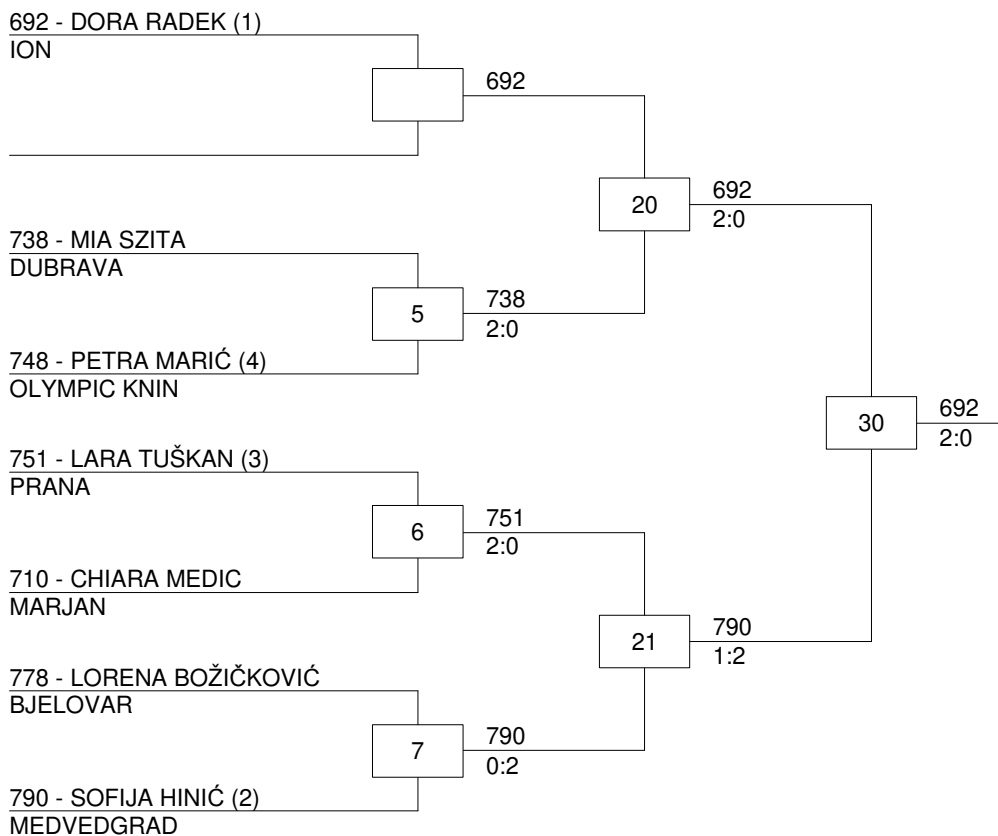 692 - DORA RADEK (1)
ION
692
20
692
2:0
738 - MIA SZITA
DUBRAVA
5
738
2:0
748 - PETRA MARIĆ (4)
OLYMPIC KNIN
30
692
2:0
751 - LARA TUŠKAN (3)
PRANA
6
751
2:0
710 - CHIARA MEDIC
MARJAN
21
790
1:2
778 - LORENA BOŽIČKOVIĆ
BJELOVAR
7
790
0:2
790 - SOFIJA HINIĆ (2)
MEDVEDGRAD